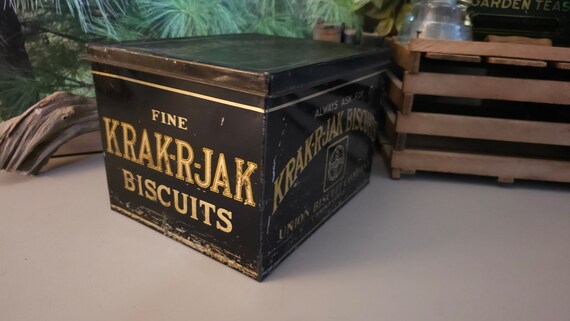 FINE
KRAK-R-JAK
BISCUITS
ALWAYS ASK FOR
KRAK-R-JAK BISCUITS
UNION BISCUIT COMPANY
GARDEN TEAS